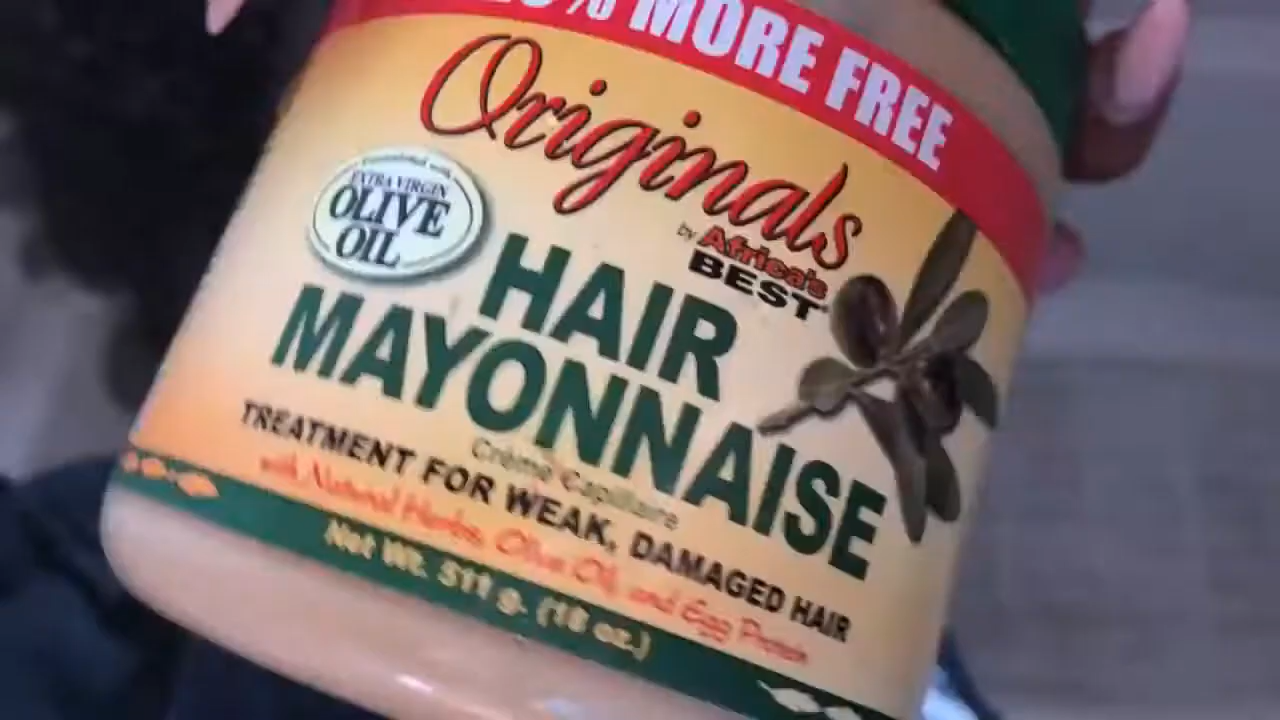 % MORE FREE
Originals
by Africa's
BEST
EXTRA VIRGIN
OLIVE
OIL
HAIR
MAYONNAISE
Crème Capillaire
TREATMENT FOR WEAK, DAMAGED HAIR
with Natural Herbs, Olive Oil, and Egg Protein
Net Wt. 511 g. (18 oz.)